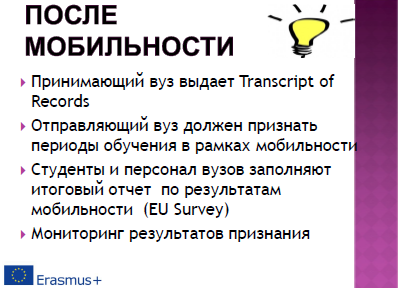 ПОСЛЕ
МОБИЛЬНОСТИ
Принимающий вуз выдает Transcript of
Records
Отправляющий вуз должен признать
периоды обучения в рамках мобильности
Студенты и персонал вузов заполняют
итоговый отчет по результатам
мобильности (EU Survey)
Мониторинг результатов признания
Erasmus+